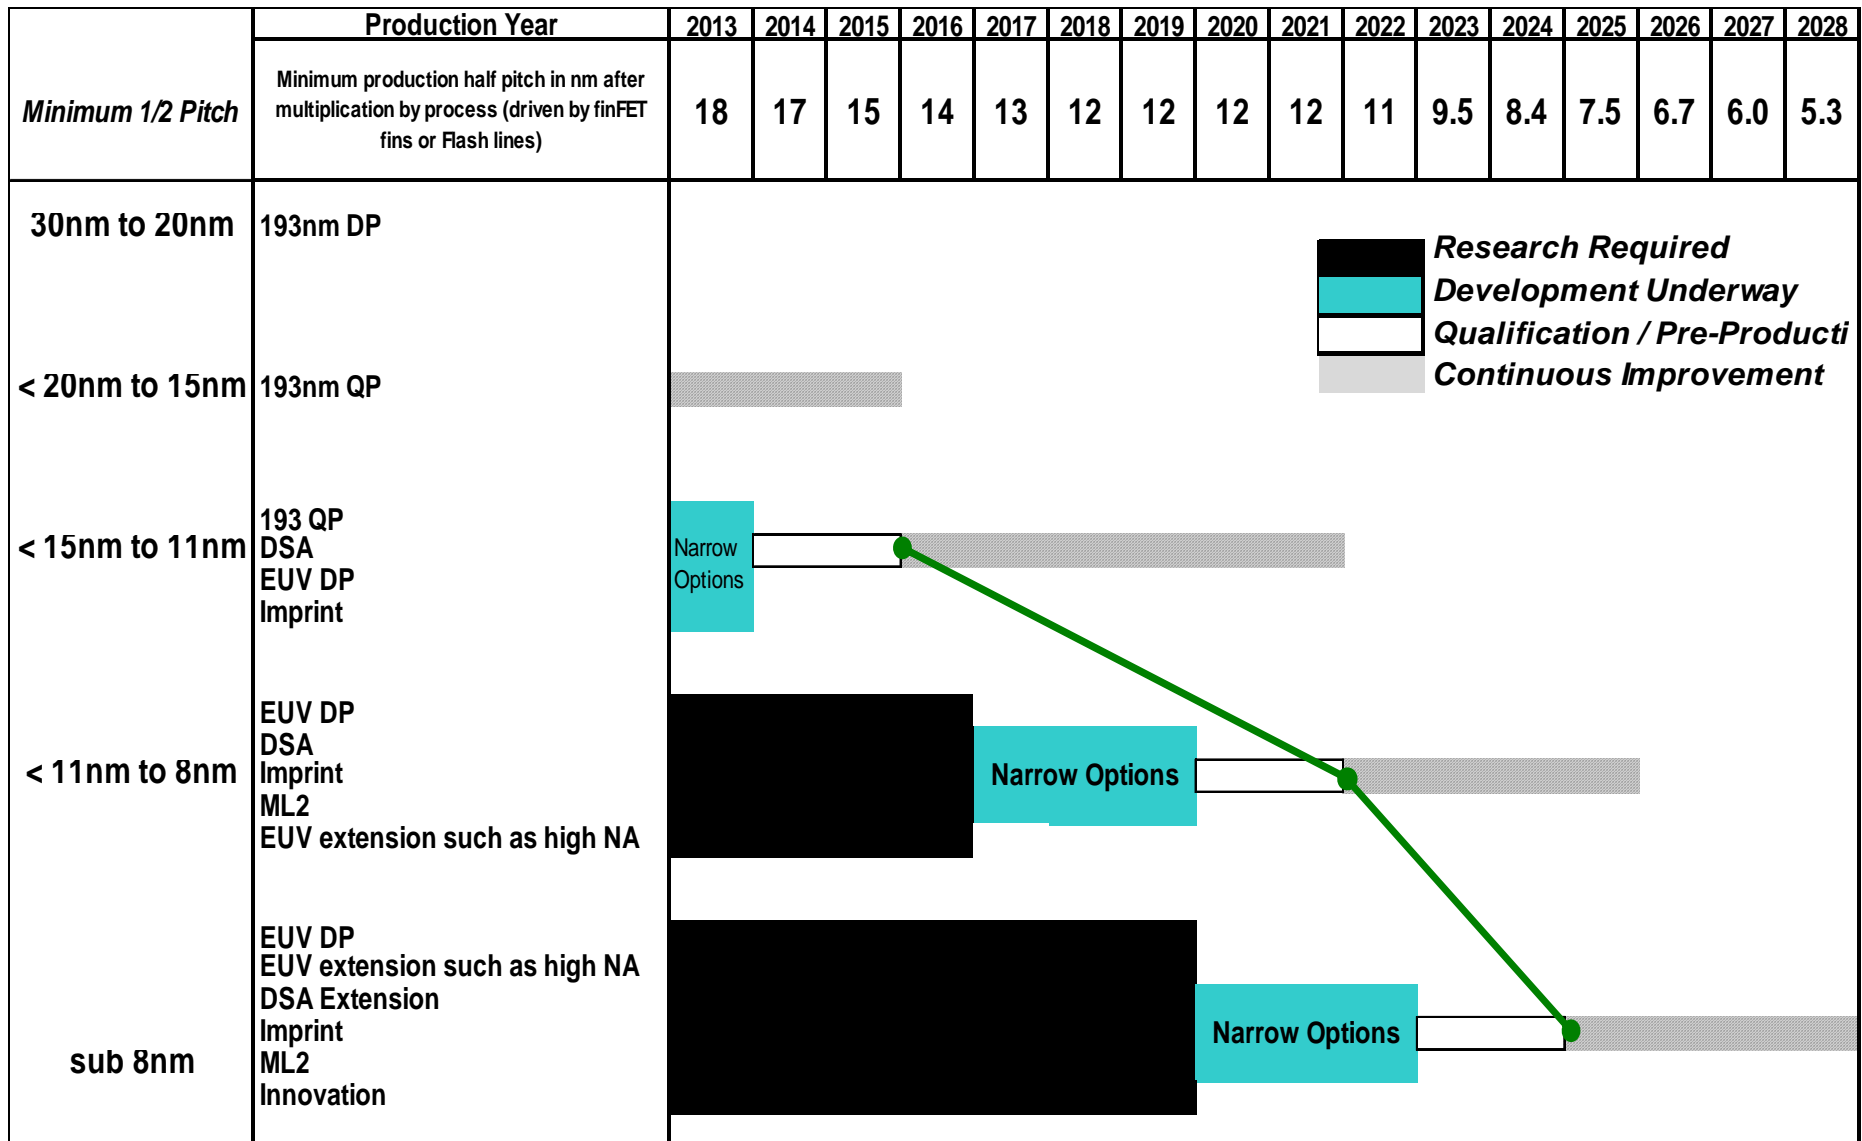 Production Year 2013 2014 2015 2016 2017 2018 2019 2020 2021 2022 2023 2024 2025 2026 2027 2028
Minimum 1/2 Pitch
Minimum production half pitch in nm after
multiplication by process (driven by finFET
fins or Flash lines)
18 17 15 14 13 12 12 12 12 11 9.5 8.4 7.5 6.7 6.0 5.3
30nm to 20nm 193nm DP
Research Required
Development Underway
Qualification / Pre-Producti
Continuous Improvement
< 20nm to 15nm 193nm QP
< 15nm to 11nm
193 QP
DSA
EUV DP
Imprint
Narrow
Options
< 11nm to 8nm
EUV DP
DSA
Imprint
ML2
EUV extension such as high NA
Narrow Options
sub 8nm
EUV DP
EUV extension such as high NA
DSA Extension
Imprint
ML2
Innovation
Narrow Options